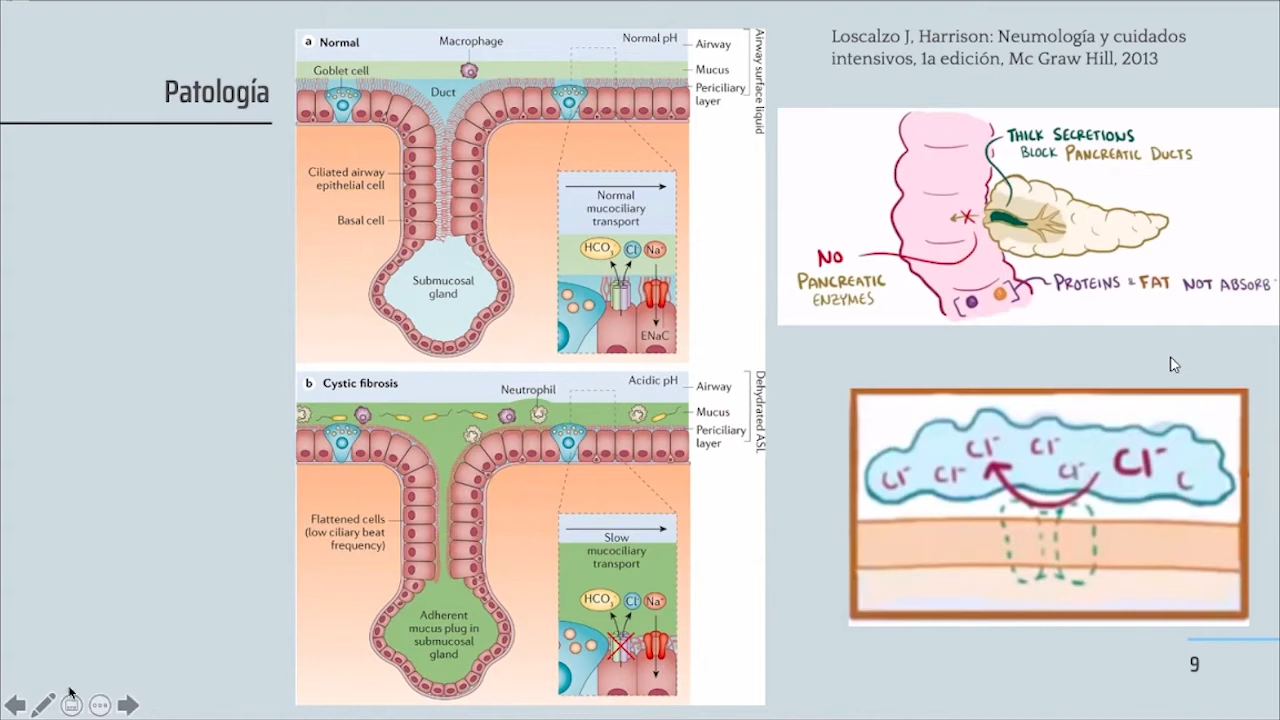 Patología
a Normal
Macrophage
Normal pH
Airway
Goblet cell
Mucus
Duct
Periciliary
layer
Airway surface liquid
Ciliated airway
epithelial cell
Basal cell
Submucosal
gland
Normal
mucociliary
transport
HCO₃⁻
Cl⁻
Na⁺
ENaC
b Cystic fibrosis
Neutrophil
Acidic pH
Airway
Mucus
Periciliary
layer
Dehydrated ASL
Flattened cells
(low ciliary beat
frequency)
Adherent
mucus plug in
submucosal
gland
Slow
mucociliary
transport
HCO₃⁻
Cl⁻
Na⁺
Loscalzo J, Harrison: Neumología y cuidados
intensivos, 1a edición, Mc Graw Hill, 2013
THICK SECRETIONS
BLOCK PANCREATIC DUCTS
NO
PANCREATIC
ENZYMES
PROTEINS & FAT NOT ABSORB
Cl⁻ Cl⁻ Cl⁻ Cl⁻ Cl⁻ Cl⁻ C
9